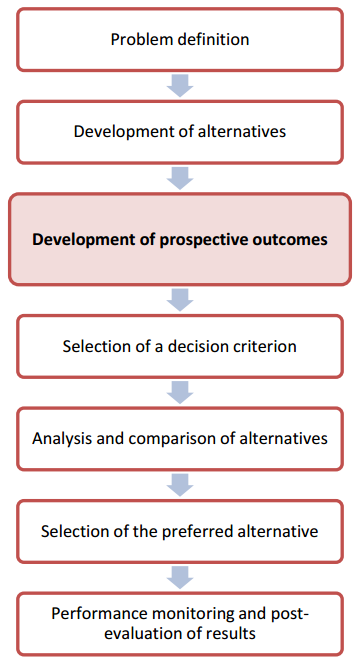 Problem definition
Development of alternatives
Development of prospective outcomes
Selection of a decision criterion
Analysis and comparison of alternatives
Selection of the preferred alternative
Performance monitoring and post-
evaluation of results